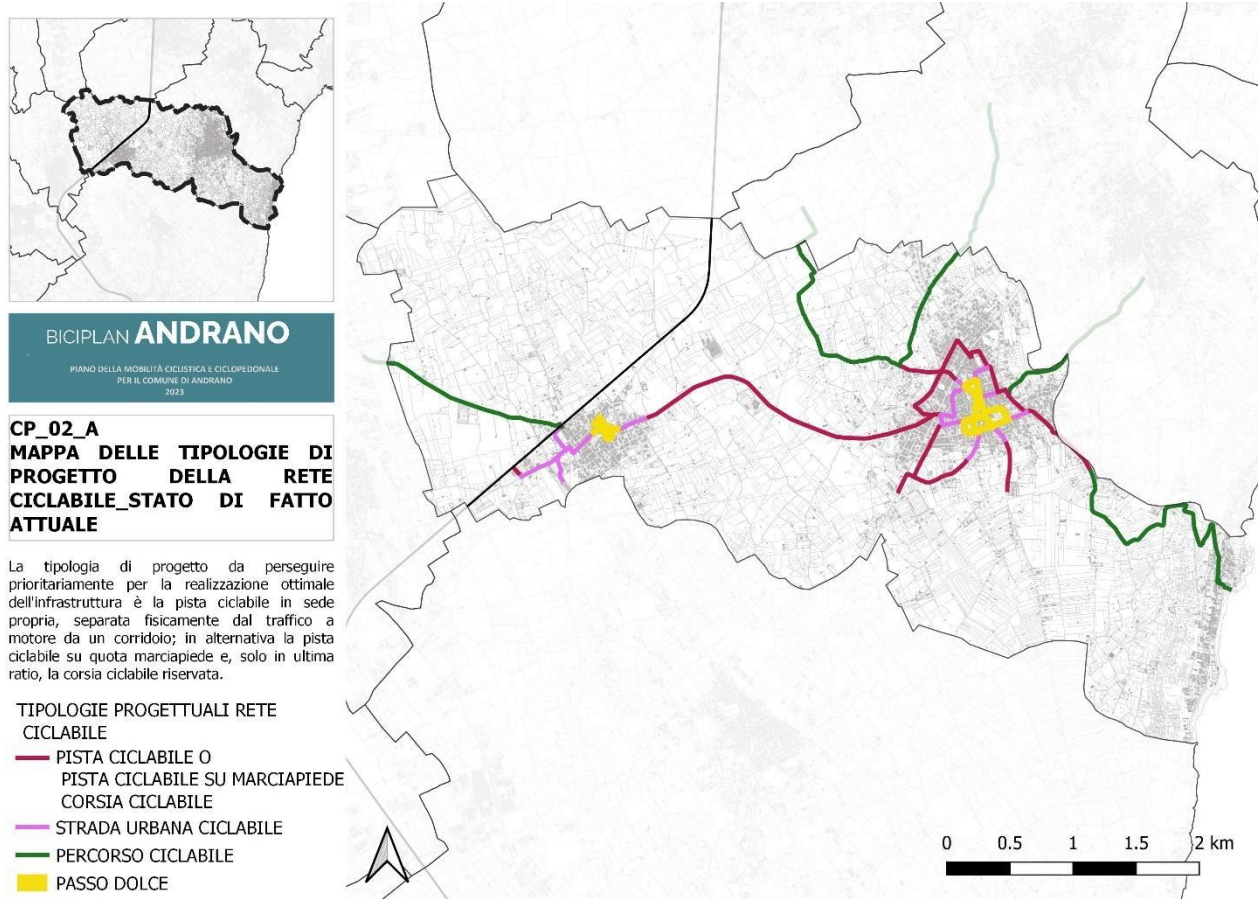 BICIPLAN ANDRANO
PIANO DELLA MOBILITÀ CICLISTICA E CICLOPEDONALE
PER IL COMUNE DI ANDRANO
2023
CP_02_A
MAPPA DELLE TIPOLOGIE DI
PROGETTO DELLA RETE
CICLABILE_STATO DI FATTO
ATTUALE
La tipologia di progetto da perseguire
prioritariamente per la realizzazione ottimale
dell'infrastruttura è la pista ciclabile in sede
propria, separata fisicamente dal traffico a
motore da un corridoio; in alternativa la pista
ciclabile su quota marciapiede e, solo in ultima
ratio, la corsia ciclabile riservata.
TIPOLOGIE PROGETTUALI RETE
CICLABILE
PISTA CICLABILE O
PISTA CICLABILE SU MARCIAPIEDE
CORSIA CICLABILE
STRADA URBANA CICLABILE
PERCORSO CICLABILE
PASSO DOLCE
0 0.5 1 1.5 2 km